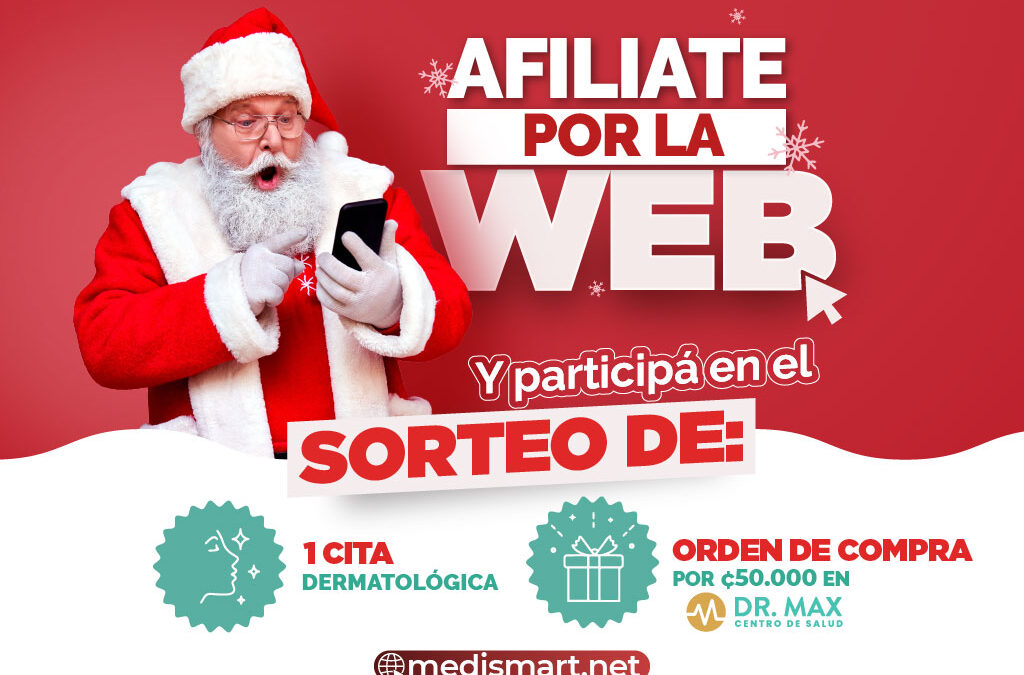 AFILIATE
POR LA
WEB
Y participá en el
SORTEO DE:
1 CITA
DERMATOLÓGICA
ORDEN DE COMPRA
POR ₡50.000 EN
DR. MAX
CENTRO DE SALUD
medismart.net